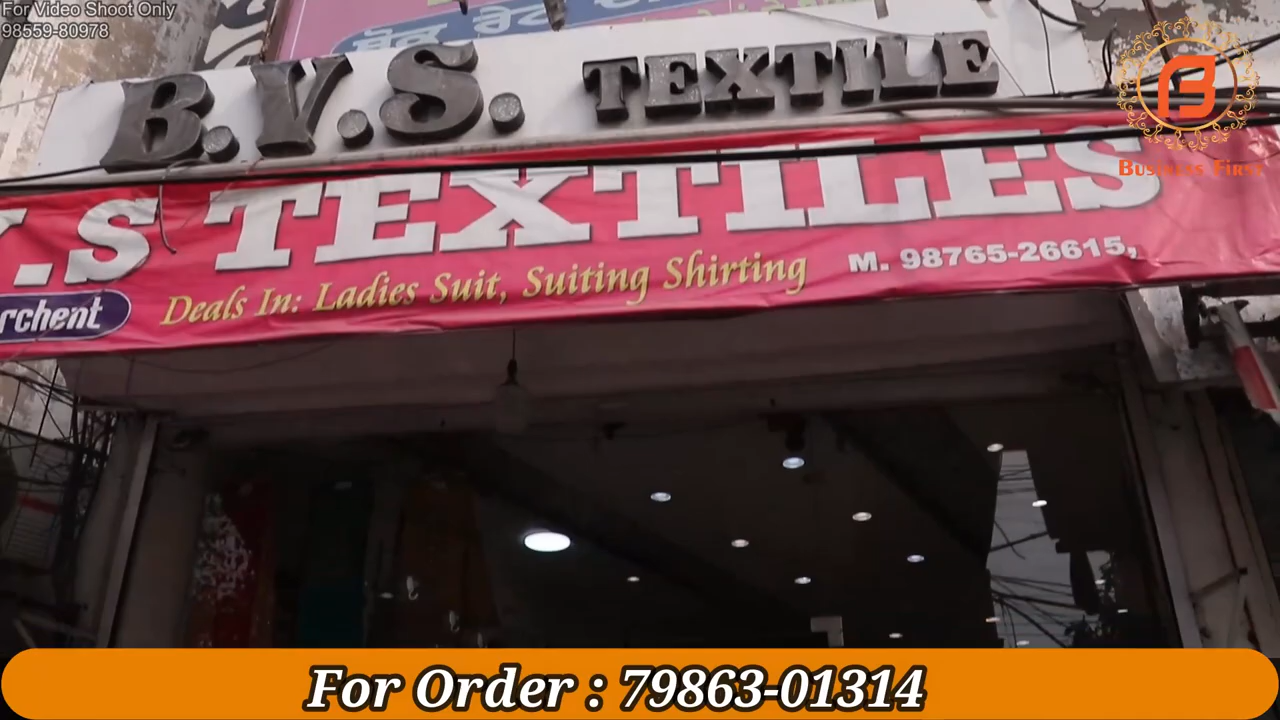 For Video Shoot Only
98559-80978
B.V.S. TEXTILE
BUSINESS FIRST
.S TEXTILES
Deals In: Ladies Suit, Suiting Shirting
M. 98765-26615,
rchent
For Order : 79863-01314